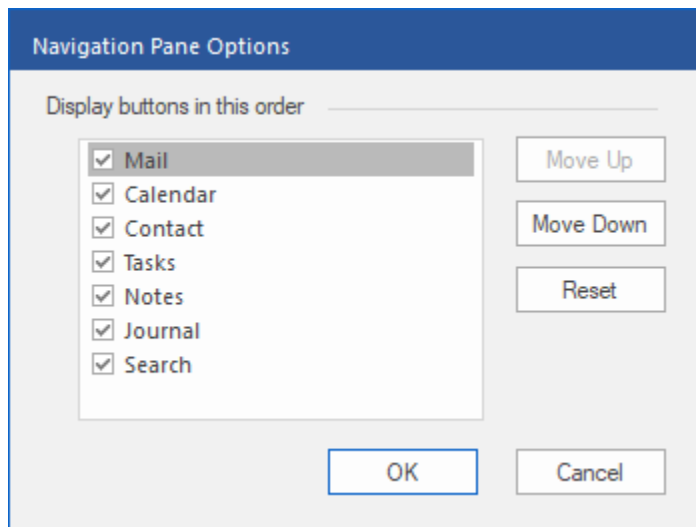 Navigation Pane Options
Display buttons in this order
Mail
Calendar
Contact
Tasks
Notes
Journal
Search
Move Up
Move Down
Reset
OK
Cancel